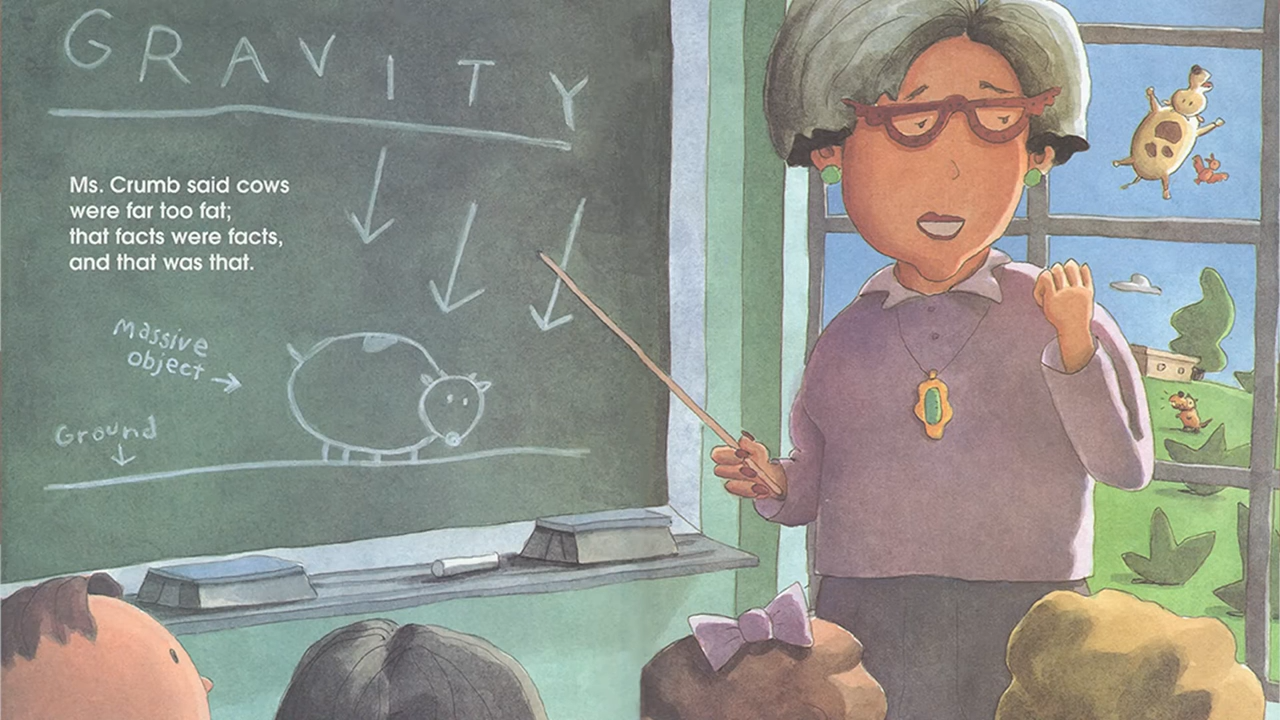 GRAVITY
Ms. Crumb said cows
were far too fat;
that facts were facts,
and that was that.
Massive
object
Ground